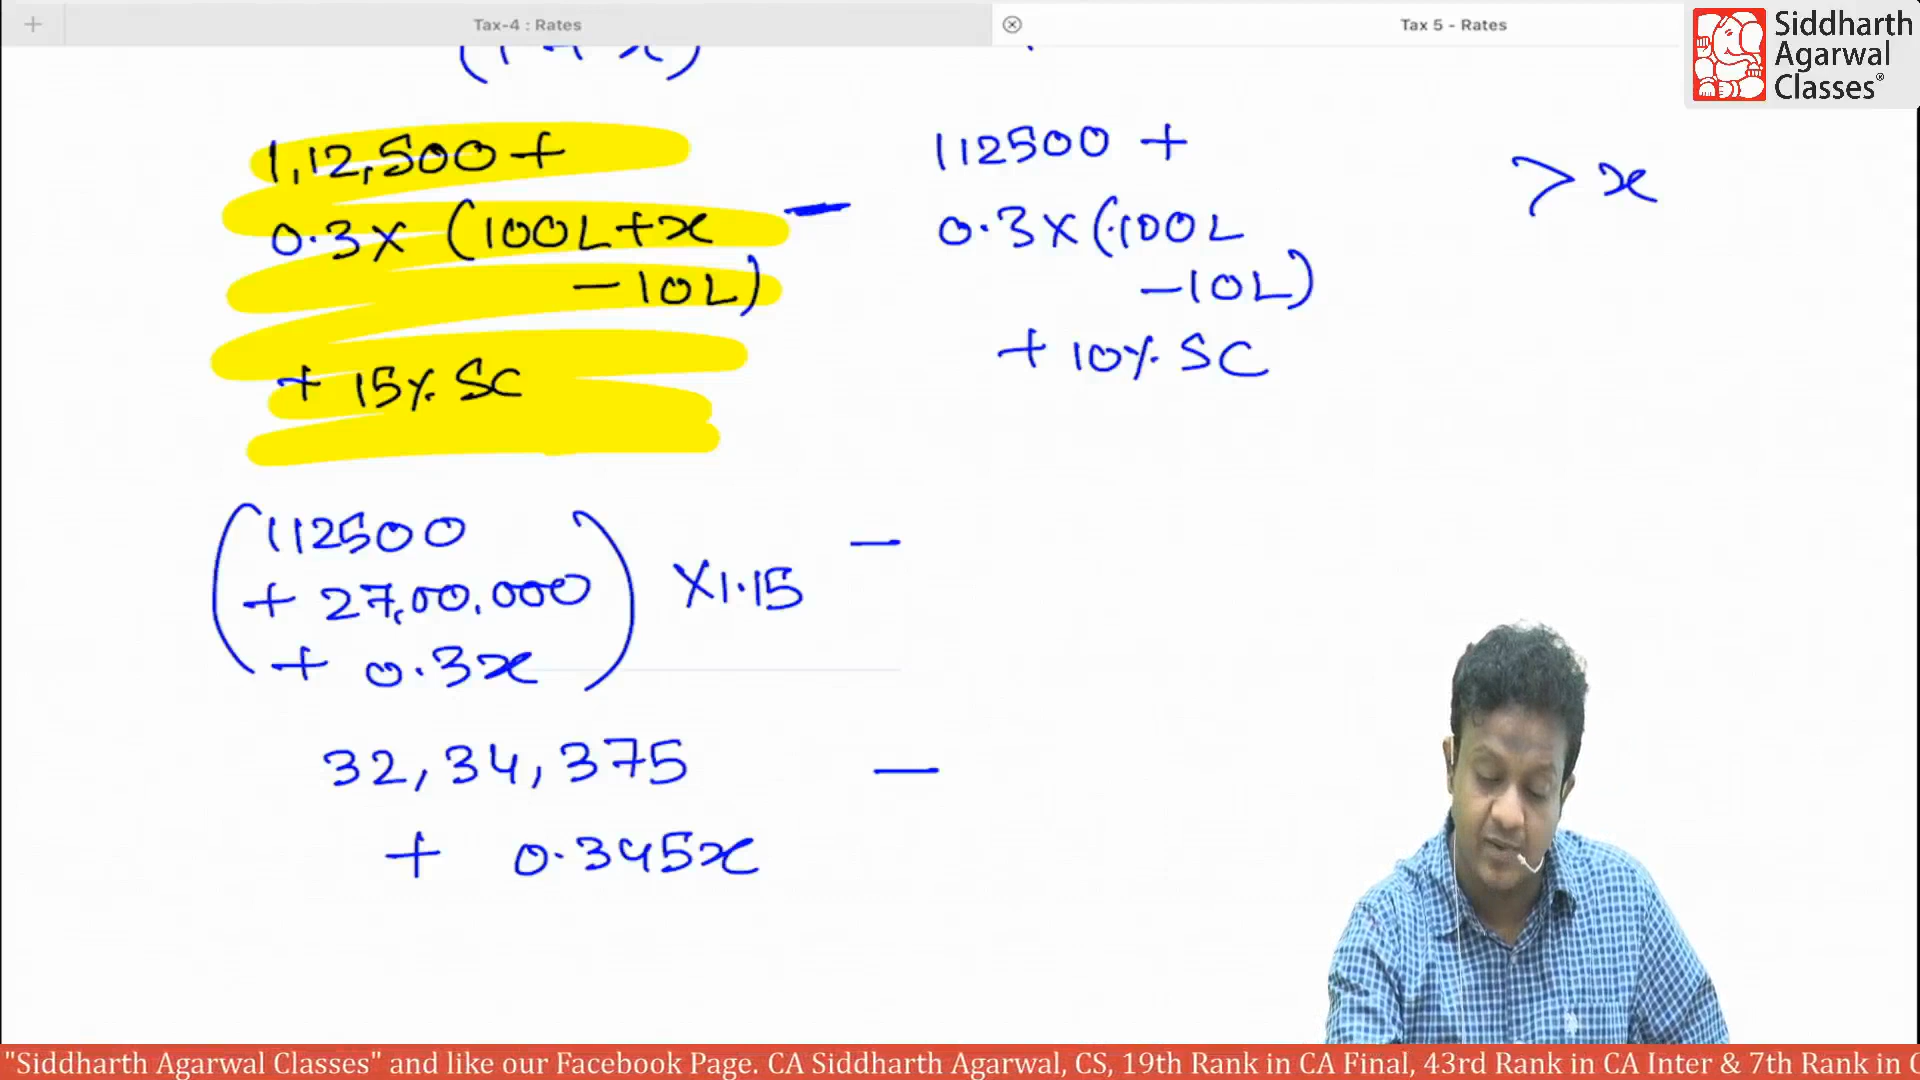 Tax-4 : Rates
Tax 5 - Rates
Siddharth
Agarwal
Classes®
1,12,500 +
0.3x (100L+x
- 10L)
+ 15% SC
-
112500 +
0.3x(100L
-10L)
+ 10% SC
> x
(112500
+ 27,00,000
+ 0.3x) X1.15 -
32,34,375 -
+ 0.345x
"Siddharth Agarwal Classes" and like our Facebook Page. CA Siddharth Agarwal, CS, 19th Rank in CA Final, 43rd Rank in CA Inter & 7th Rank in